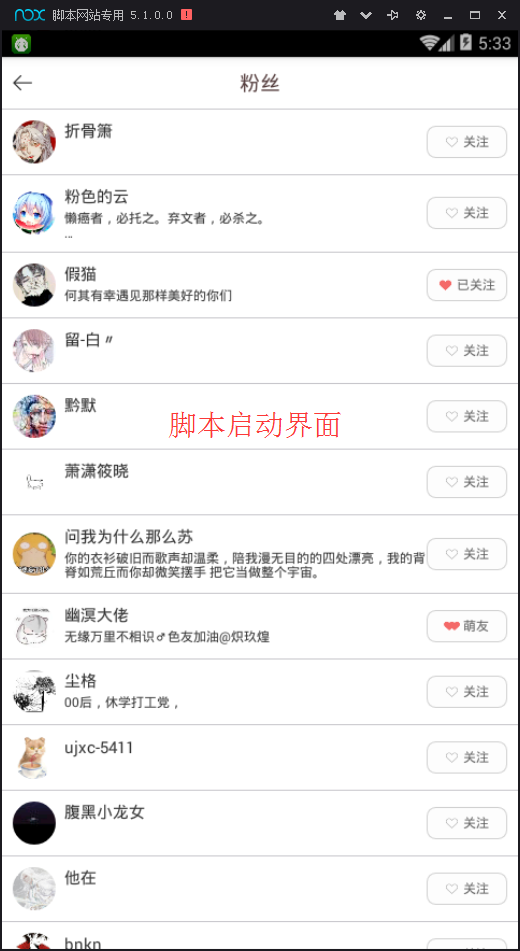 nox 脚本网站专用 5.1.0.0
5:33
粉丝
折骨箫
关注
粉色的云
懒癌者，必托之。弃文者，必杀之。
...
关注
假猫
何其有幸遇见那样美好的你们
已关注
留-白〃
关注
黔默
关注
脚本启动界面
萧潇筱晓
关注
问我为什么那么苏
你的衣衫破旧而歌声却温柔，陪我漫无目的的四处漂亮，我的背
脊如荒丘而你却微笑摆手 把它当做整个宇宙。
关注
幽溟大佬
无缘万里不相识♂色友加油@炽玖煌
萌友
尘格
00后，休学打工党，
关注
ujxc-5411
关注
腹黑小龙女
关注
他在
关注
bnkn